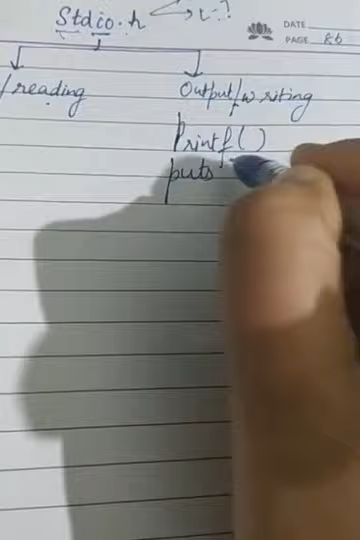 Stdio.h
DATE
PAGE 86
/reading
Output/writing
Printf()
puts